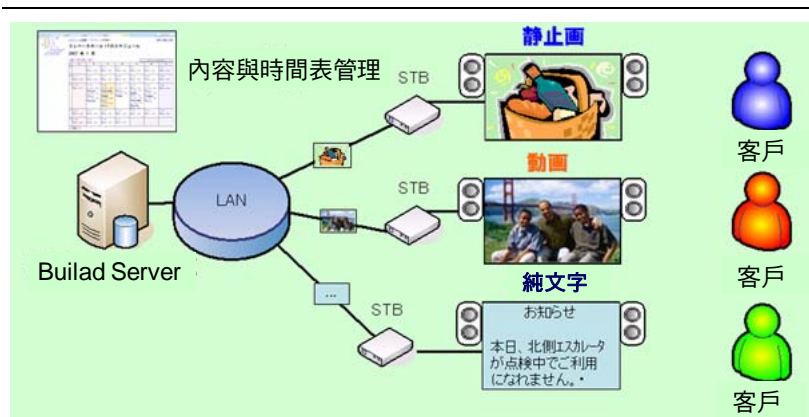 静止画
內容與時間表管理
STB
客戶
動画
STB
LAN
Builad Server
客戶
純文字
...
STB
お知らせ
本日、北側エスカレータ
が点検中でご利用
になれません。・
客戶